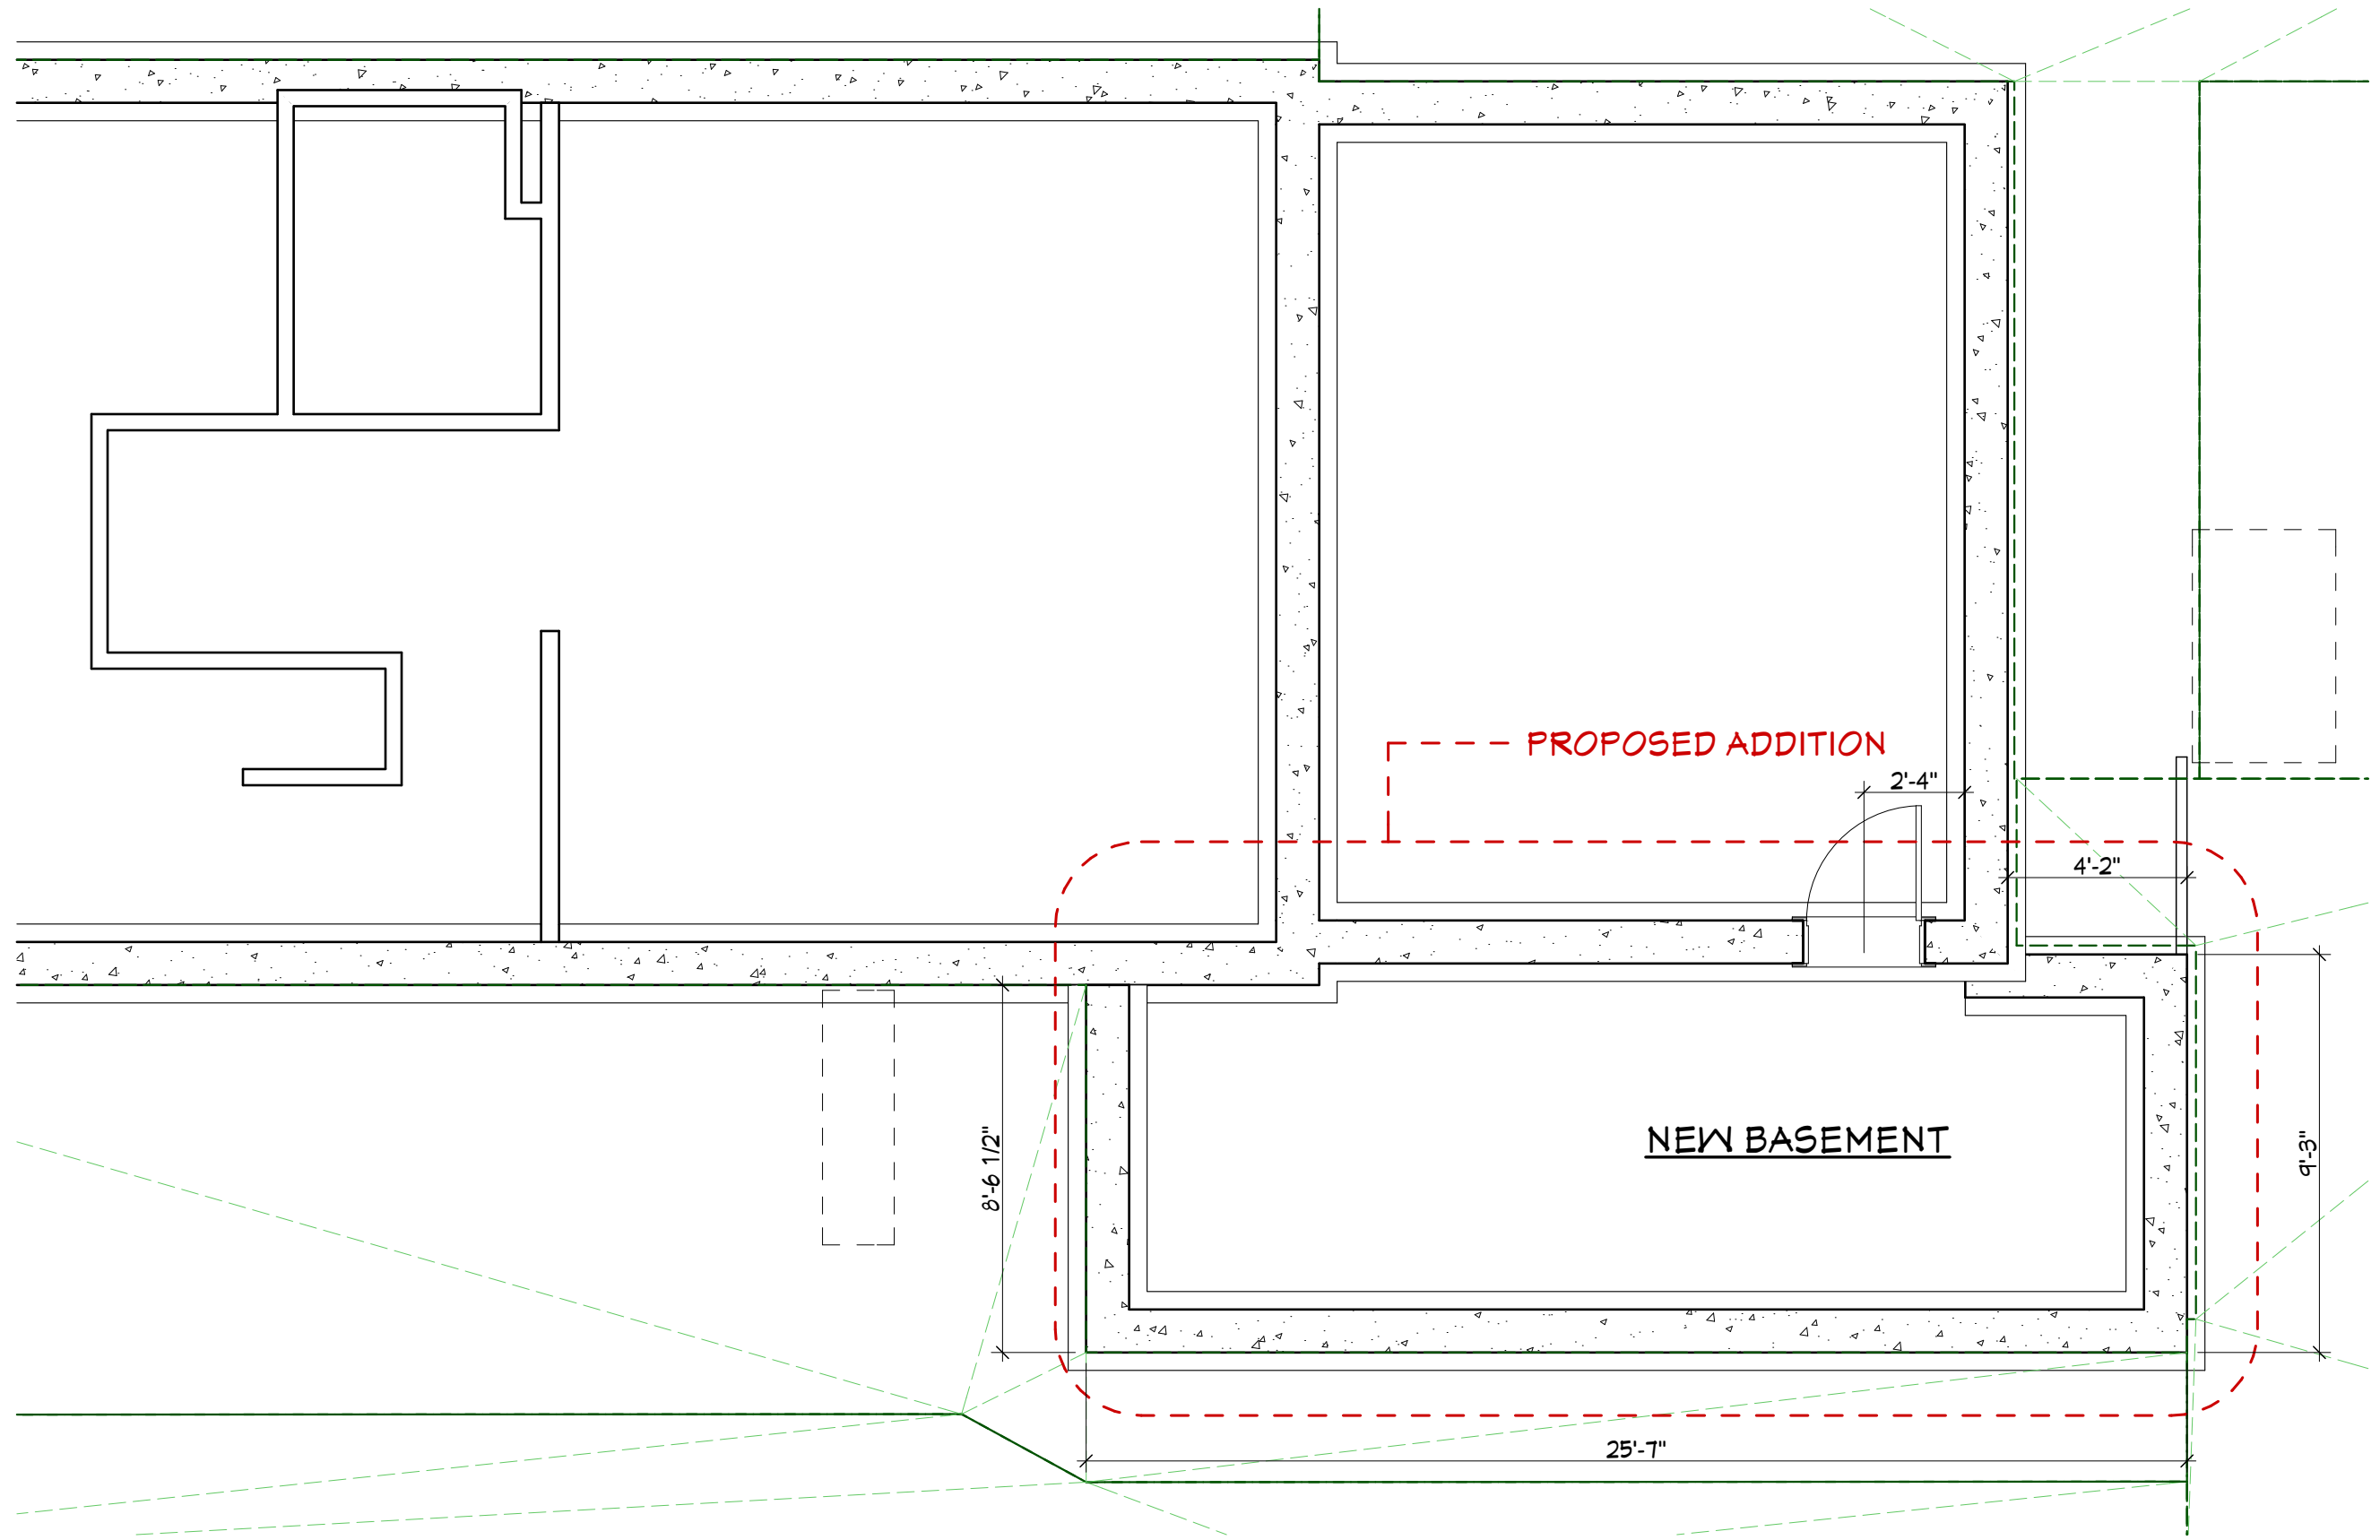 PROPOSED ADDITION
2'-4"
4'-2"
NEW BASEMENT
8'-6 1/2"
9'-3"
25'-7"